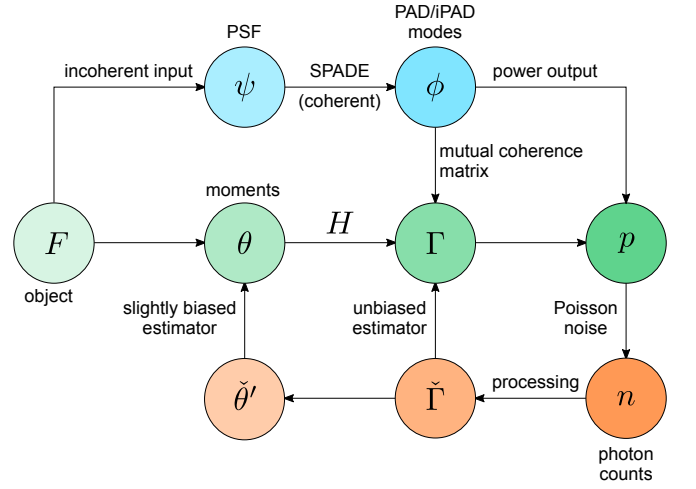 PSF
PAD/iPAD
modes
incoherent input
ψ
SPADE
(coherent)
ϕ
power output
mutual coherence
matrix
moments
F
θ
H
Γ
p
object
slightly biased
estimator
unbiased
estimator
Poisson
noise
θ̌′
Γ̌
processing
n
photon
counts